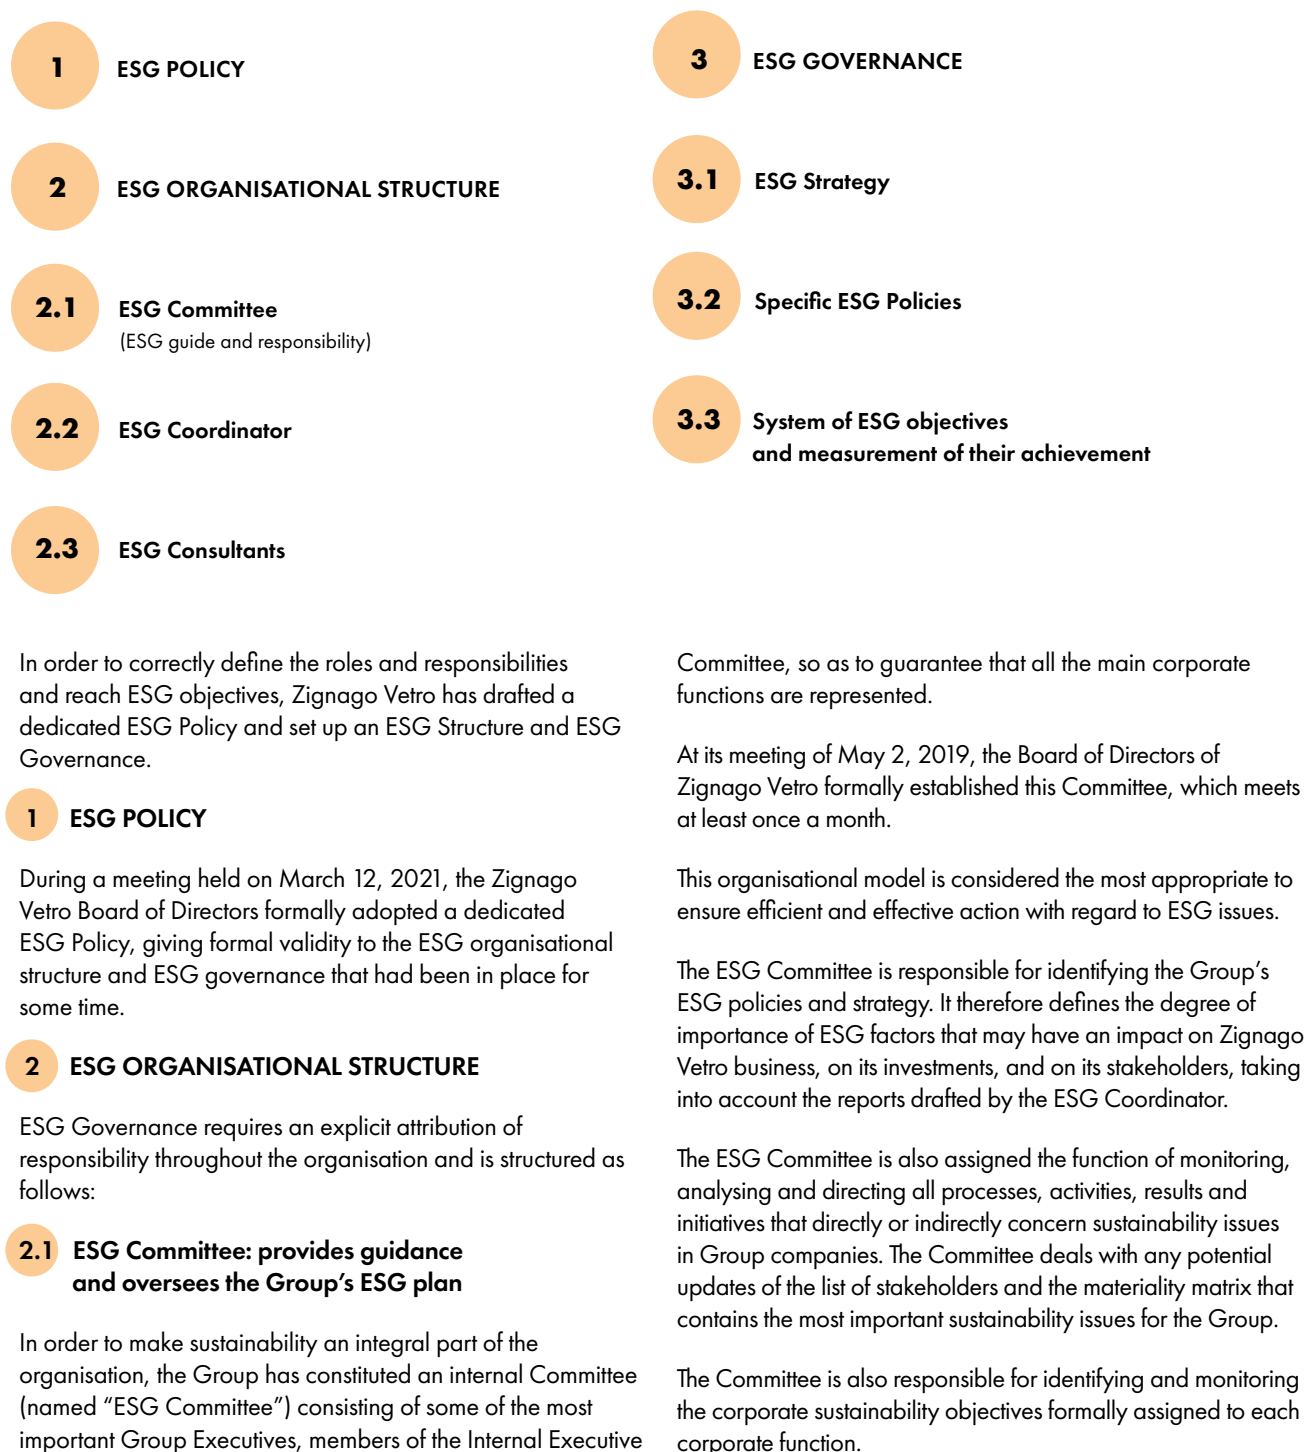 1
ESG POLICY
2
ESG ORGANISATIONAL STRUCTURE
2.1
ESG Committee
(ESG guide and responsibility)
2.2
ESG Coordinator
2.3
ESG Consultants
3
ESG GOVERNANCE
3.1
ESG Strategy
3.2
Specific ESG Policies
3.3
System of ESG objectives
and measurement of their achievement
In order to correctly define the roles and responsibilities
and reach ESG objectives, Zignago Vetro has drafted a
dedicated ESG Policy and set up an ESG Structure and ESG
Governance.
1 ESG POLICY
During a meeting held on March 12, 2021, the Zignago
Vetro Board of Directors formally adopted a dedicated
ESG Policy, giving formal validity to the ESG organisational
structure and ESG governance that had been in place for
some time.
2 ESG ORGANISATIONAL STRUCTURE
ESG Governance requires an explicit attribution of
responsibility throughout the organisation and is structured as
follows:
2.1 ESG Committee: provides guidance
and oversees the Group's ESG plan
In order to make sustainability an integral part of the
organisation, the Group has constituted an internal Committee
(named "ESG Committee") consisting of some of the most
important Group Executives, members of the Internal Executive
Committee, so as to guarantee that all the main corporate
functions are represented.
At its meeting of May 2, 2019, the Board of Directors of
Zignago Vetro formally established this Committee, which meets
at least once a month.
This organisational model is considered the most appropriate to
ensure efficient and effective action with regard to ESG issues.
The ESG Committee is responsible for identifying the Group's
ESG policies and strategy. It therefore defines the degree of
importance of ESG factors that may have an impact on Zignago
Vetro business, on its investments, and on its stakeholders, taking
into account the reports drafted by the ESG Coordinator.
The ESG Committee is also assigned the function of monitoring,
analysing and directing all processes, activities, results and
initiatives that directly or indirectly concern sustainability issues
in Group companies. The Committee deals with any potential
updates of the list of stakeholders and the materiality matrix that
contains the most important sustainability issues for the Group.
The Committee is also responsible for identifying and monitoring
the corporate sustainability objectives formally assigned to each
corporate function.